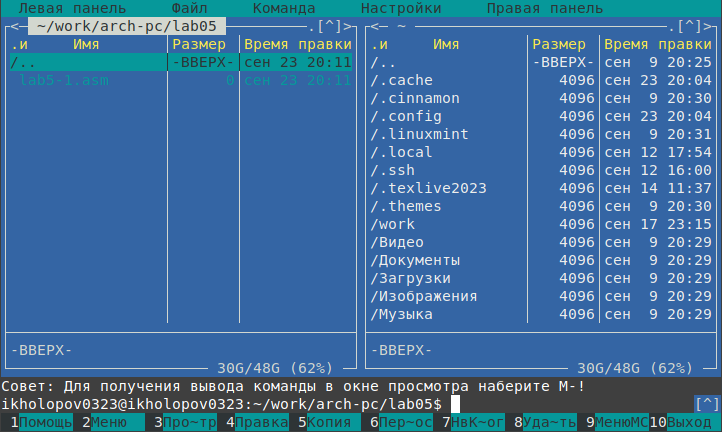 Левая панель Файл Команда Настройки Правая панель
<─ ~/work/arch-pc/lab05 ─.[^]>
.и Имя Размер Время правки
/.. -ВВЕРХ- сен 23 20:11
lab5-1.asm 0 сен 23 20:11
-ВВЕРХ-
30G/48G (62%)
<─ ~ ─.[^]>
.и Имя Размер Время правки
/.. -ВВЕРХ- сен 9 20:25
/.cache 4096 сен 23 20:04
/.cinnamon 4096 сен 9 20:30
/.config 4096 сен 23 20:04
/.linuxmint 4096 сен 9 20:31
/.local 4096 сен 12 17:54
/.ssh 4096 сен 12 16:00
/.texlive2023 4096 сен 14 11:37
/.themes 4096 сен 9 20:30
/work 4096 сен 17 23:15
/Видео 4096 сен 9 20:29
/Документы 4096 сен 9 20:29
/Загрузки 4096 сен 9 20:29
/Изображения 4096 сен 9 20:29
/Музыка 4096 сен 9 20:29
-ВВЕРХ-
30G/48G (62%)
Совет: Для получения вывода команды в окне просмотра наберите M-!
ikholopov0323@ikholopov0323:~/work/arch-pc/lab05$ [^]
1Помощь 2Меню 3Про~тр 4Правка 5Копия 6Пер~ос 7НвК~ог 8Уда~ть 9МенюMC 10Выход